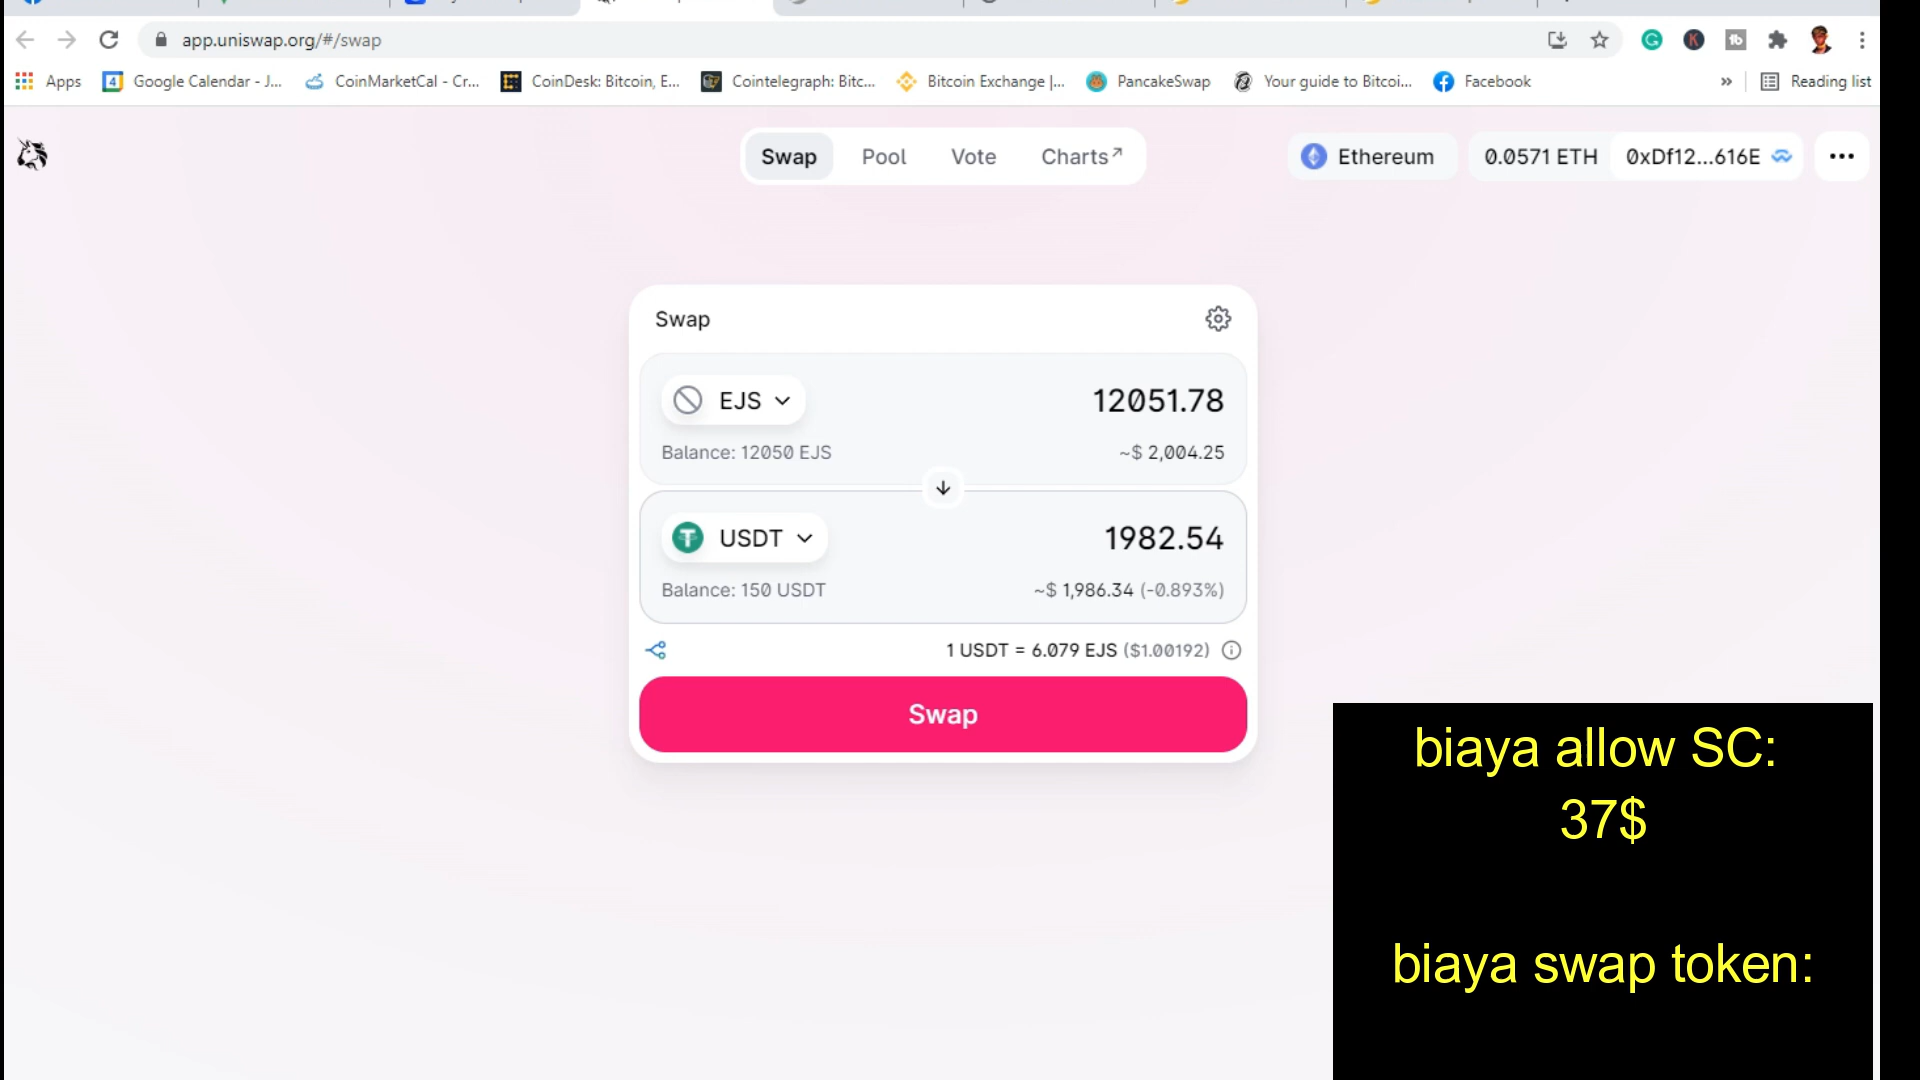 app.uniswap.org/#/swap
Apps
4
Google Calendar - J...
CoinMarketCal - Cr...
CoinDesk: Bitcoin, E...
Cointelegraph: Bitc...
Bitcoin Exchange |...
PancakeSwap
Your guide to Bitcoi...
Facebook
»
Reading list
Swap
Pool
Vote
Charts↗
Ethereum
0.0571 ETH
0xDf12...616E
Swap
EJS
12051.78
Balance: 12050 EJS
~$ 2,004.25
USDT
1982.54
Balance: 150 USDT
~$ 1,986.34 (-0.893%)
1 USDT = 6.079 EJS ($1.00192)
Swap
biaya allow SC:
37$
biaya swap token: